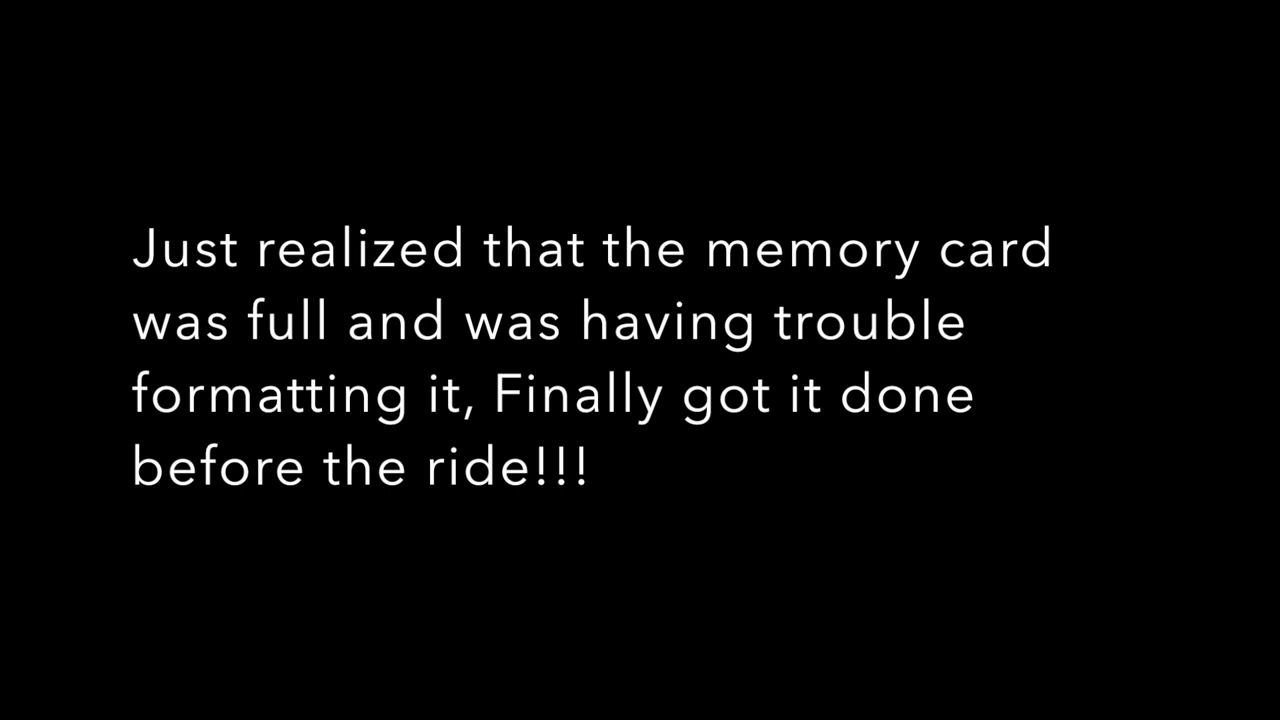 Just realized that the memory card
was full and was having trouble
formatting it, Finally got it done
before the ride!!!